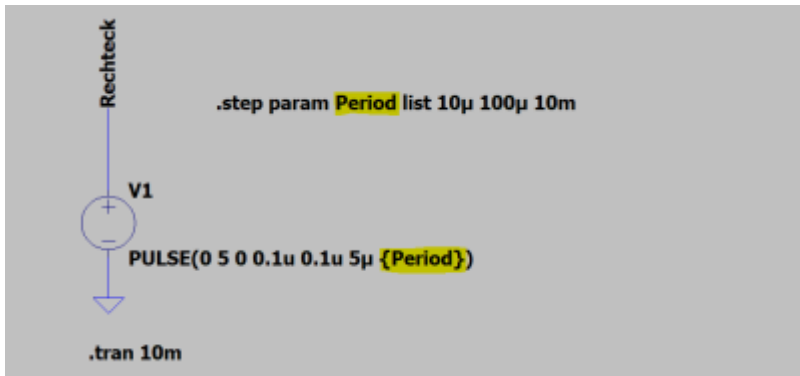 Rechteck
.step param Period list 10µ 100µ 10m
V1
PULSE(0 5 0 0.1u 0.1u 5µ {Period})
.tran 10m